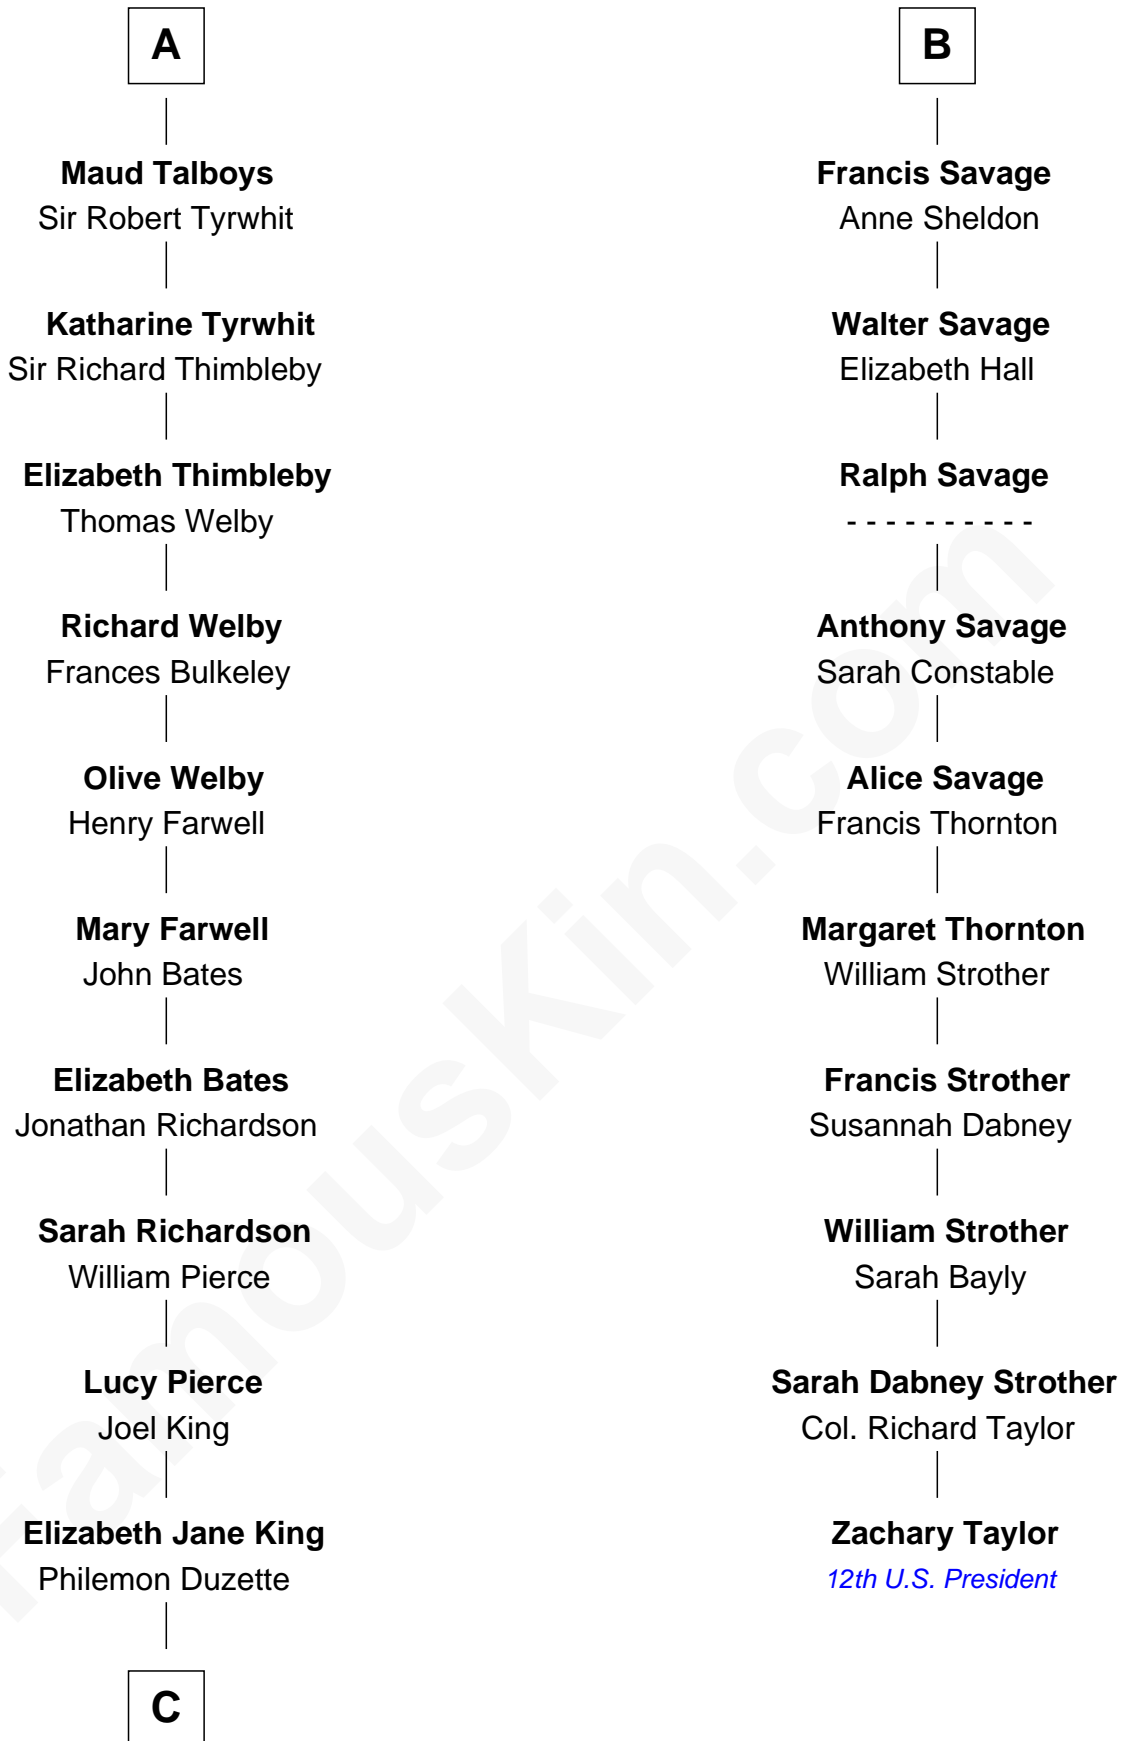 A
Maud Talboys
Sir Robert Tyrwhit
Katharine Tyrwhit
Sir Richard Thimbleby
Elizabeth Thimbleby
Thomas Welby
Richard Welby
Frances Bulkeley
Olive Welby
Henry Farwell
Mary Farwell
John Bates
Elizabeth Bates
Jonathan Richardson
Sarah Richardson
William Pierce
Lucy Pierce
Joel King
Elizabeth Jane King
Philemon Duzette
C
B
Francis Savage
Anne Sheldon
Walter Savage
Elizabeth Hall
Ralph Savage
- - - - - - - - - -
Anthony Savage
Sarah Constable
Alice Savage
Francis Thornton
Margaret Thornton
William Strother
Francis Strother
Susannah Dabney
William Strother
Sarah Bayly
Sarah Dabney Strother
Col. Richard Taylor
Zachary Taylor
12th U.S. President
FamousKin.com